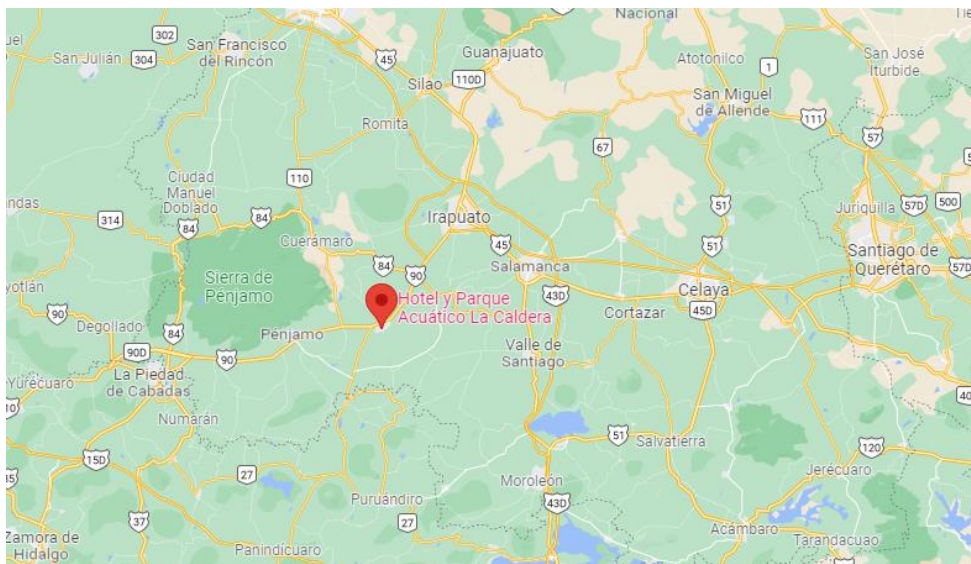 Nacional
302
San Julián
304
San Francisco
del Rincón
45
Guanajuato
110D
Silao
Atotonilco
1
San José
Iturbide
San Miguel
de Allende
111
57
Romita
67
Ciudad
Manuel
Doblado
110
84
314
84
Cuerámaro
Irapuato
45
51
Juriquilla
57D
500
Santiago de
Querétaro
57D
51
Salamanca
84
90
Sierra de
Pénjamo
Hotel y Parque
Acuático La Caldera
43D
Celaya
45D
Cortazar
90
Degollado
84
Pénjamo
90D
90
La Piedad
de Cabadas
Yurécuaro
Valle de
Santiago
Numarán
51
Salvatierra
120
15D
27
Moroleón
43D
Jerécuaro
Puruándiro
27
37
Zamora de
Hidalgo
Panindícuaro
Acámbaro
Tarandacuao